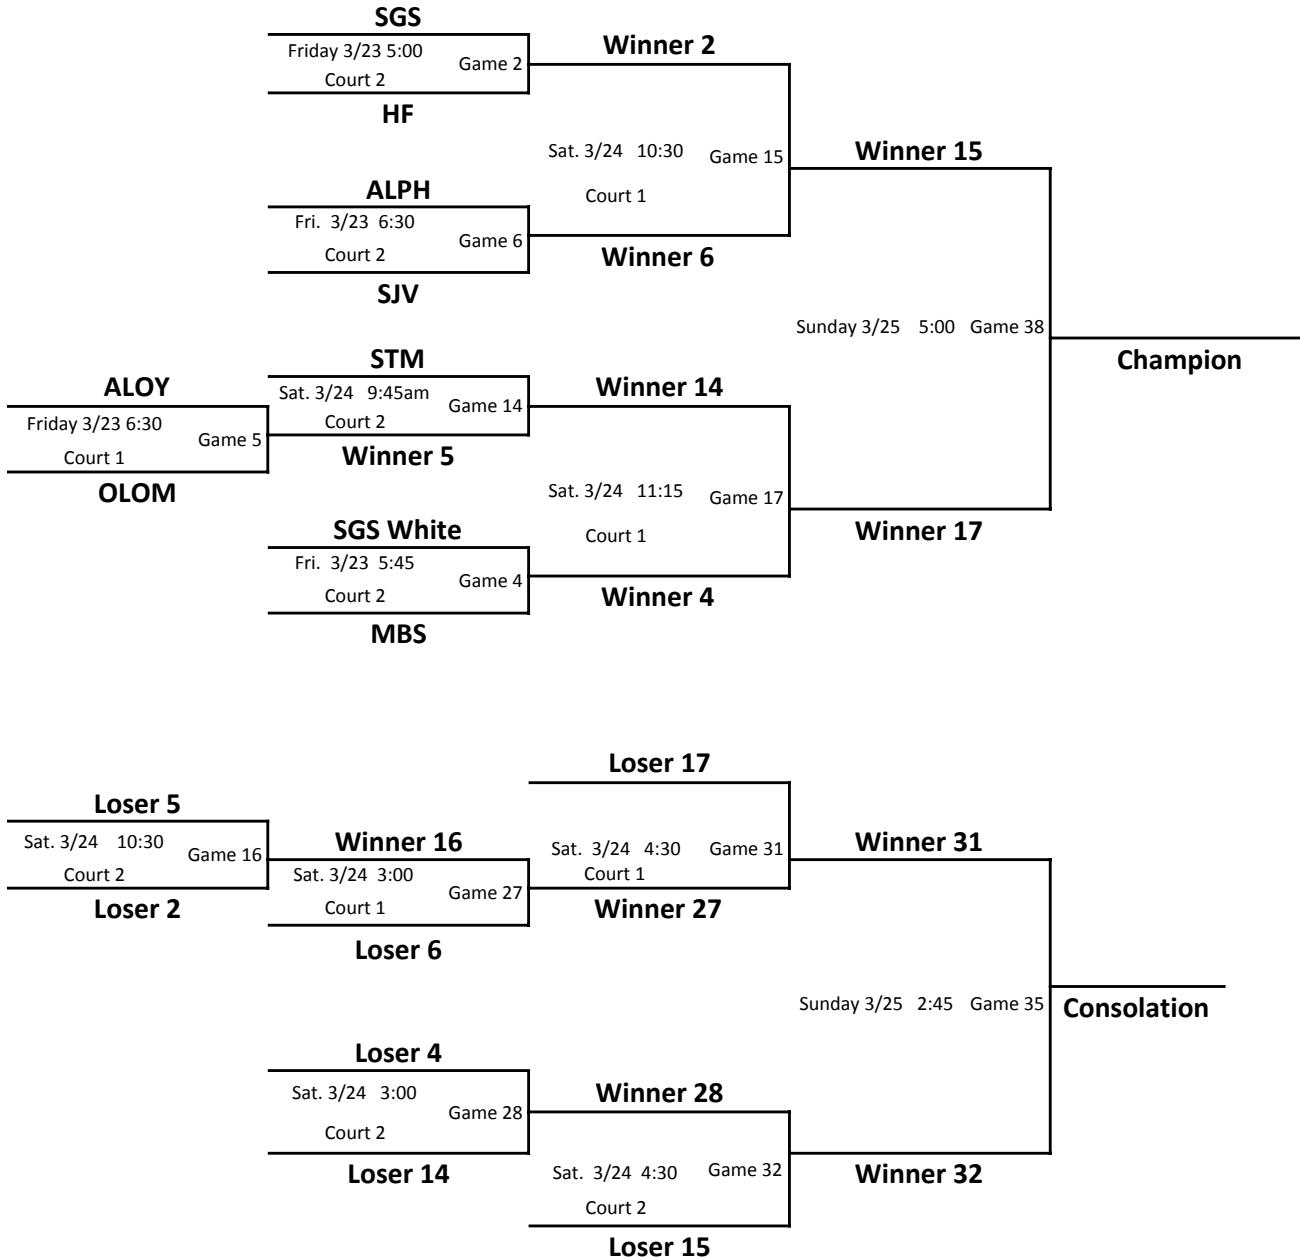 SGS
Friday 3/23 5:00
Game 2
Court 2
HF
Winner 2
Sat. 3/24 10:30
Game 15
Court 1
Winner 15
ALPH
Fri. 3/23 6:30
Game 6
Court 2
SJV
Winner 6
Sunday 3/25 5:00 Game 38
Champion
STM
Sat. 3/24 9:45am
Game 14
Court 2
Winner 5
Winner 14
ALOY
Friday 3/23 6:30
Game 5
Court 1
OLOM
Sat. 3/24 11:15
Game 17
Court 1
Winner 17
SGS White
Fri. 3/23 5:45
Game 4
Court 2
MBS
Winner 4
Loser 17
Loser 5
Sat. 3/24 10:30
Game 16
Court 2
Loser 2
Winner 16
Sat. 3/24 3:00
Game 27
Court 1
Loser 6
Sat. 3/24 4:30
Game 31
Court 1
Winner 27
Winner 31
Sunday 3/25 2:45 Game 35
Consolation
Loser 4
Sat. 3/24 3:00
Game 28
Court 2
Loser 14
Winner 28
Sat. 3/24 4:30
Game 32
Court 2
Loser 15
Winner 32